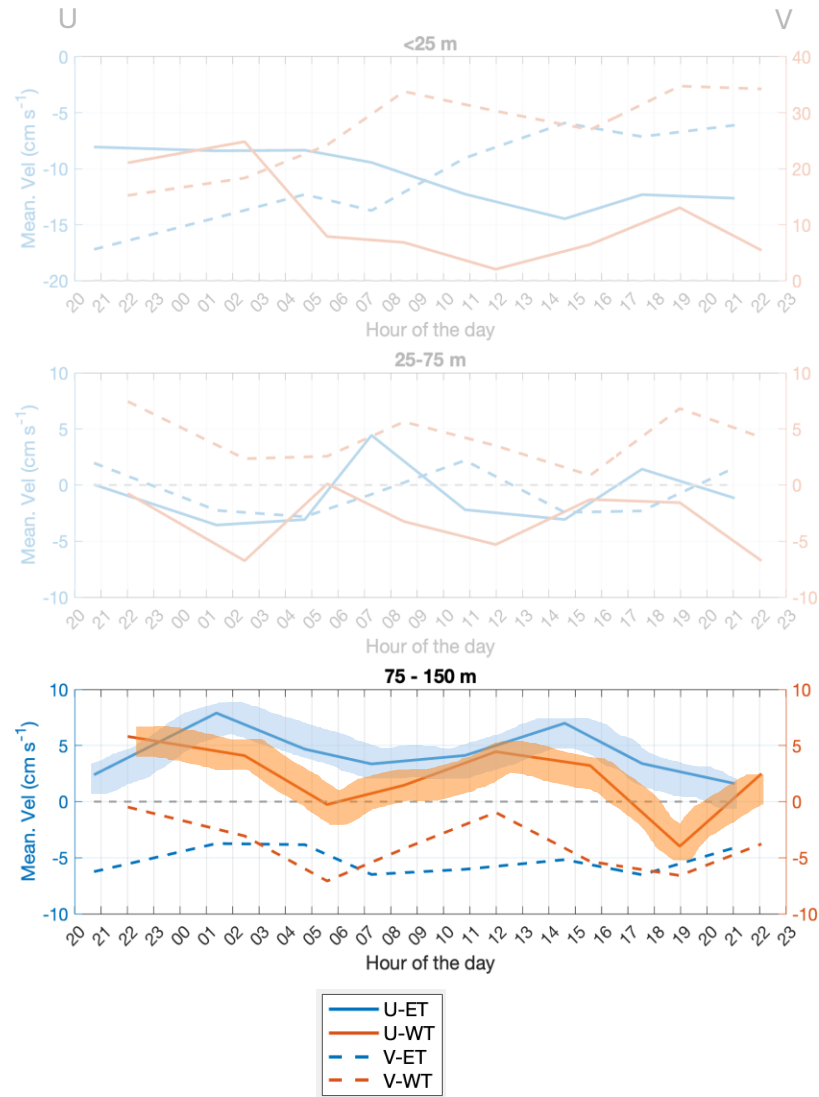 U V
<25 m
Mean. Vel (cm s⁻¹)
0 40
-5 30
-10 20
-15 10
-20 0
20 21 22 23 00 01 02 03 04 05 06 07 08 09 10 11 12 13 14 15 16 17 18 19 20 21 22 23
Hour of the day
25-75 m
Mean. Vel (cm s⁻¹)
10 10
5 5
0 0
-5 -5
-10 -10
20 21 22 23 00 01 02 03 04 05 06 07 08 09 10 11 12 13 14 15 16 17 18 19 20 21 22 23
Hour of the day
75 - 150 m
Mean. Vel (cm s⁻¹)
10 10
5 5
0 0
-5 -5
-10 -10
20 21 22 23 00 01 02 03 04 05 06 07 08 09 10 11 12 13 14 15 16 17 18 19 20 21 22 23
Hour of the day
U-ET
U-WT
V-ET
V-WT